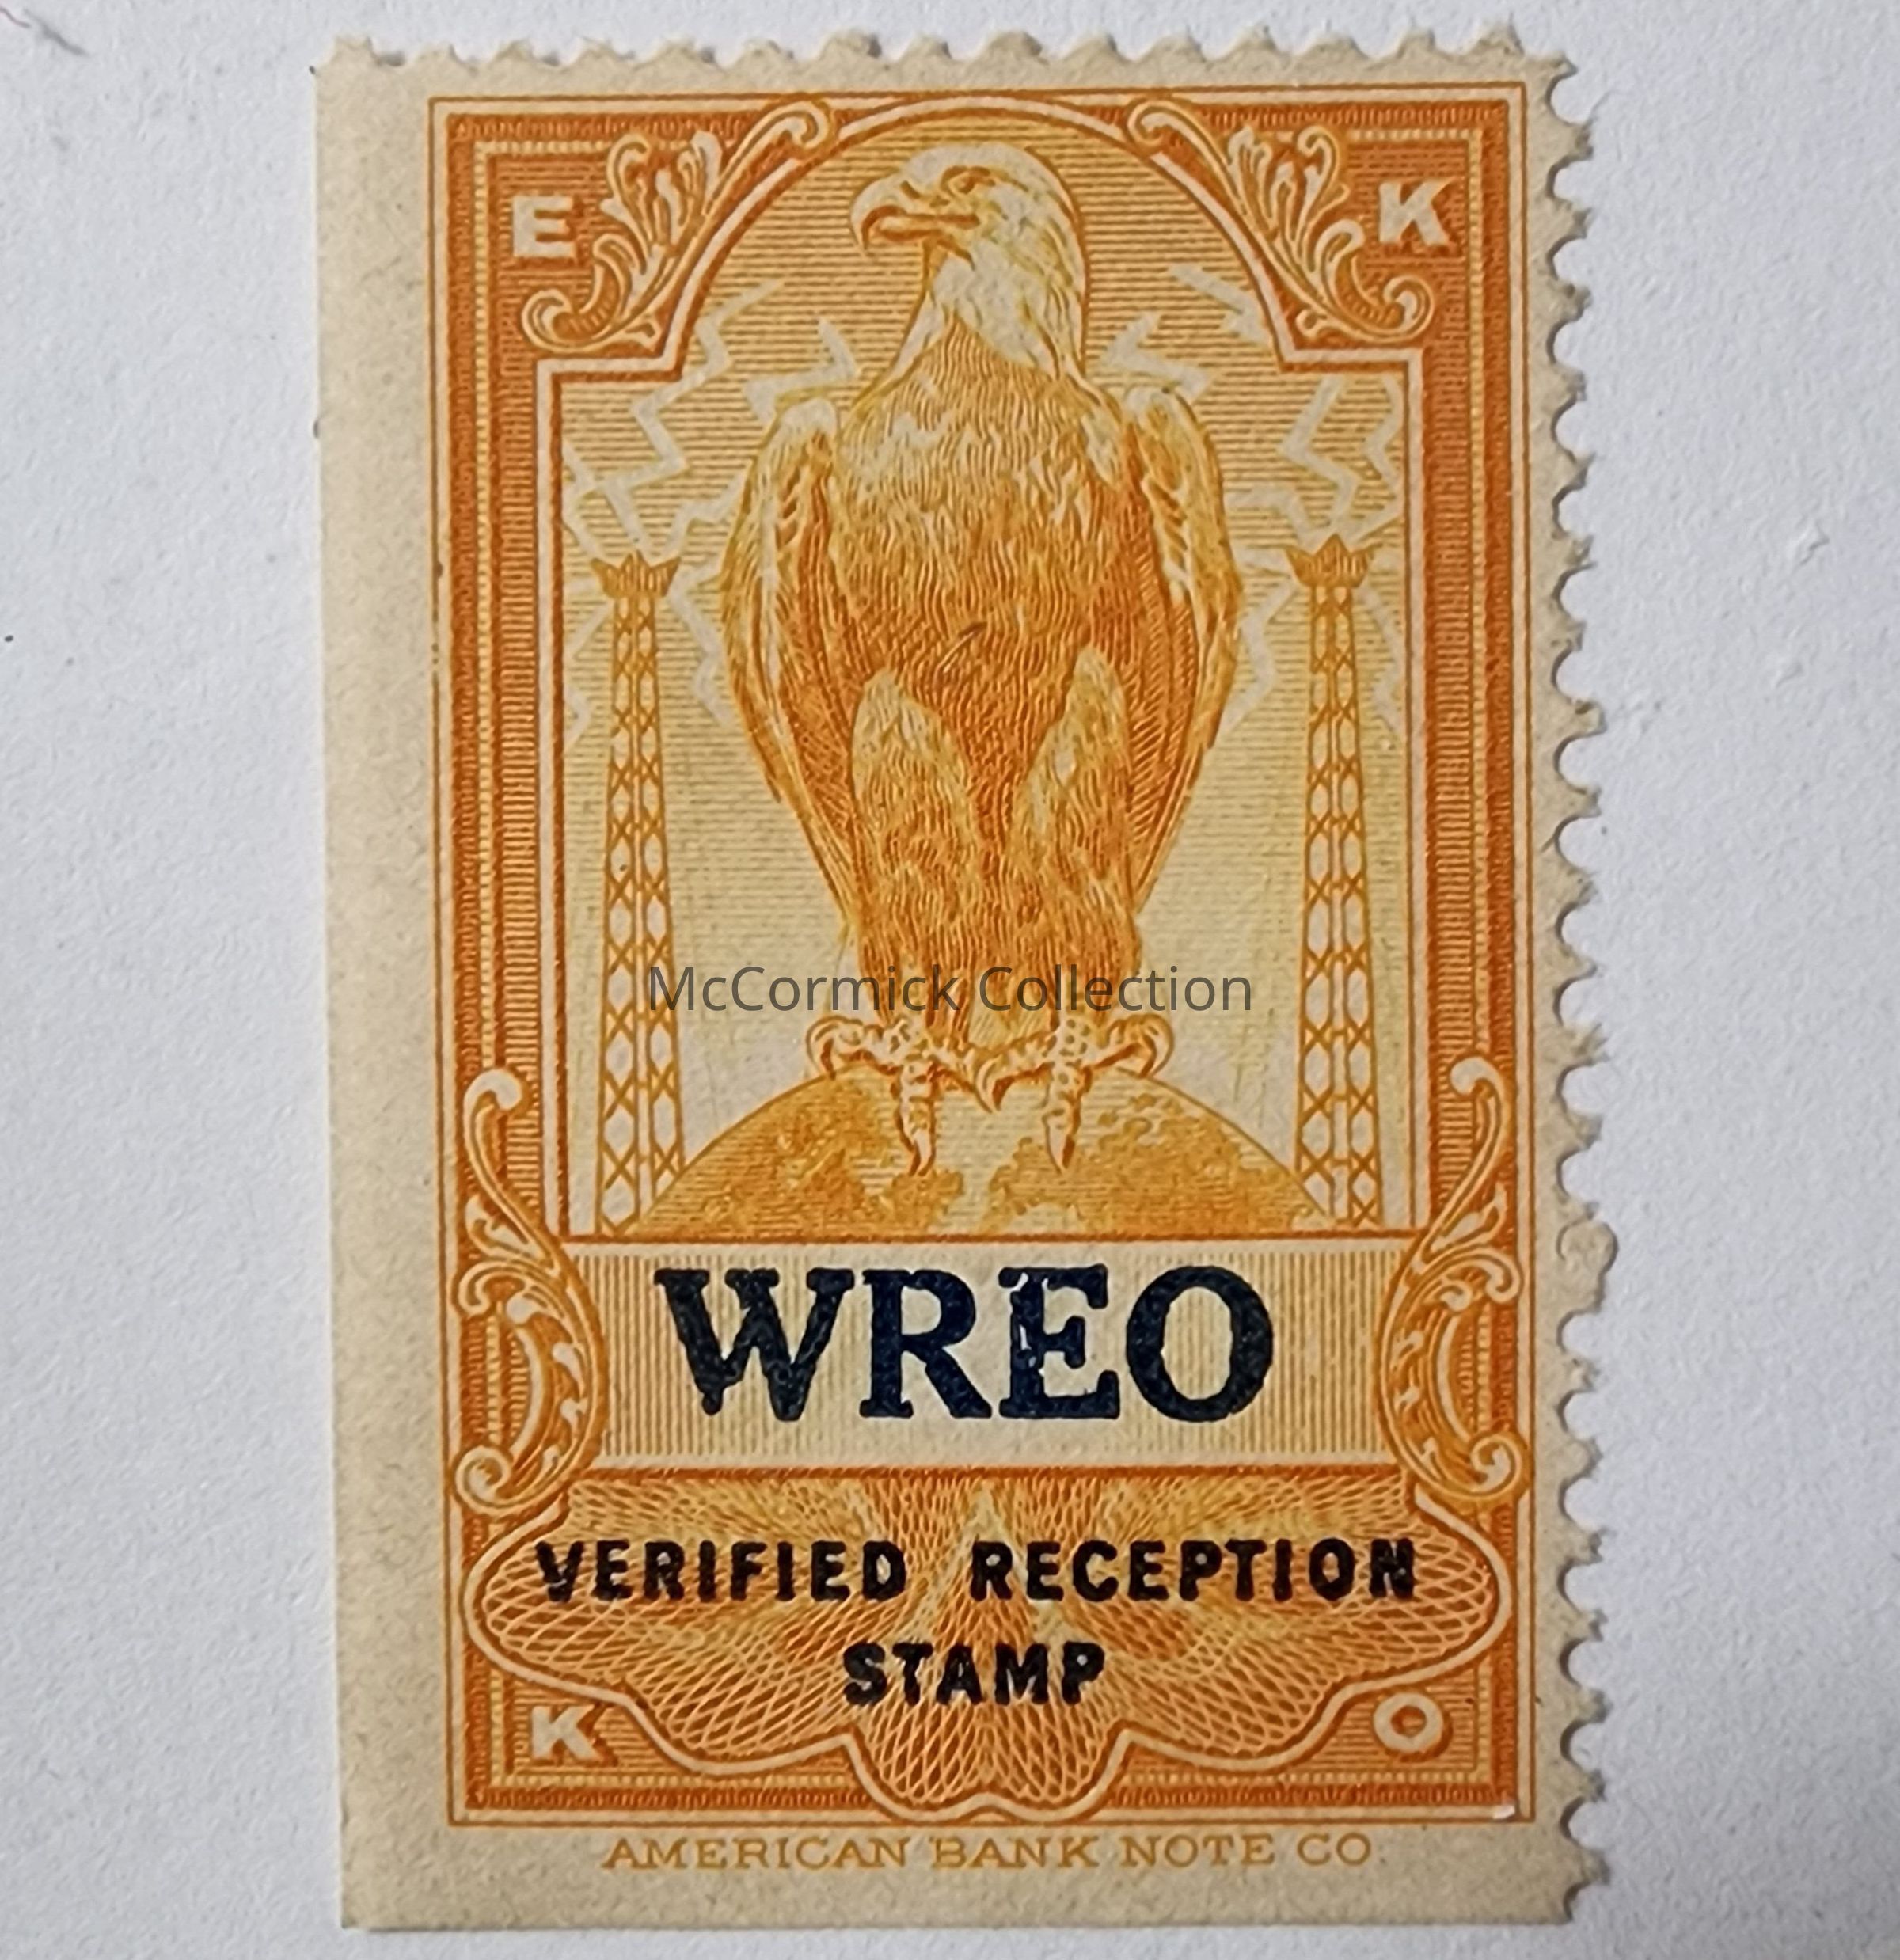 E K
McCormick Collection
WREO
VERIFIED RECEPTION
STAMP
K O
AMERICAN BANK NOTE CO.